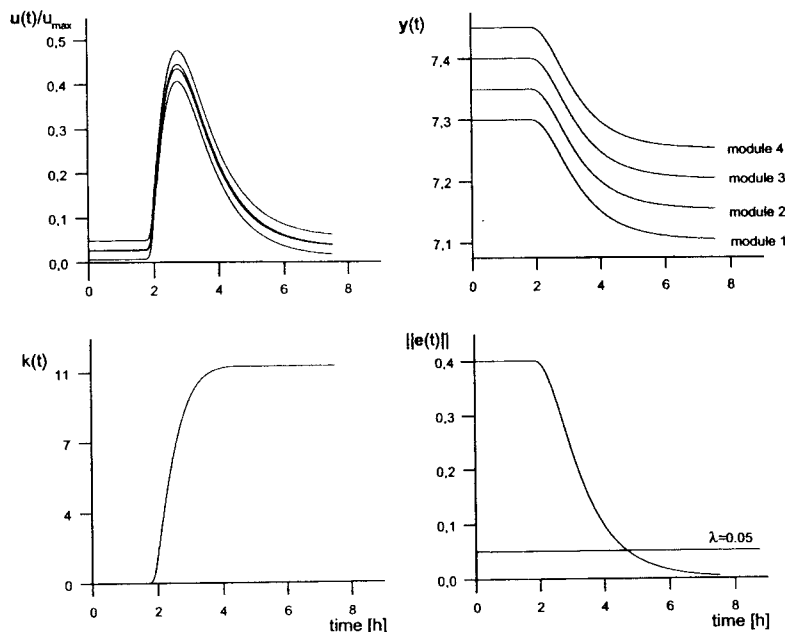 u(t)/u_max
0,5
0,4
0,3
0,2
0,1
0,0
0 2 4 6 8
y(t)
7,4
7,3
7,2
7,1
module 4
module 3
module 2
module 1
0 2 4 6 8
k(t)
11
7
4
0
0 2 4 6 8
time [h]
||e(t)||
0,4
0,3
0,2
0,1
0,0
λ=0.05
0 2 4 6 8
time [h]